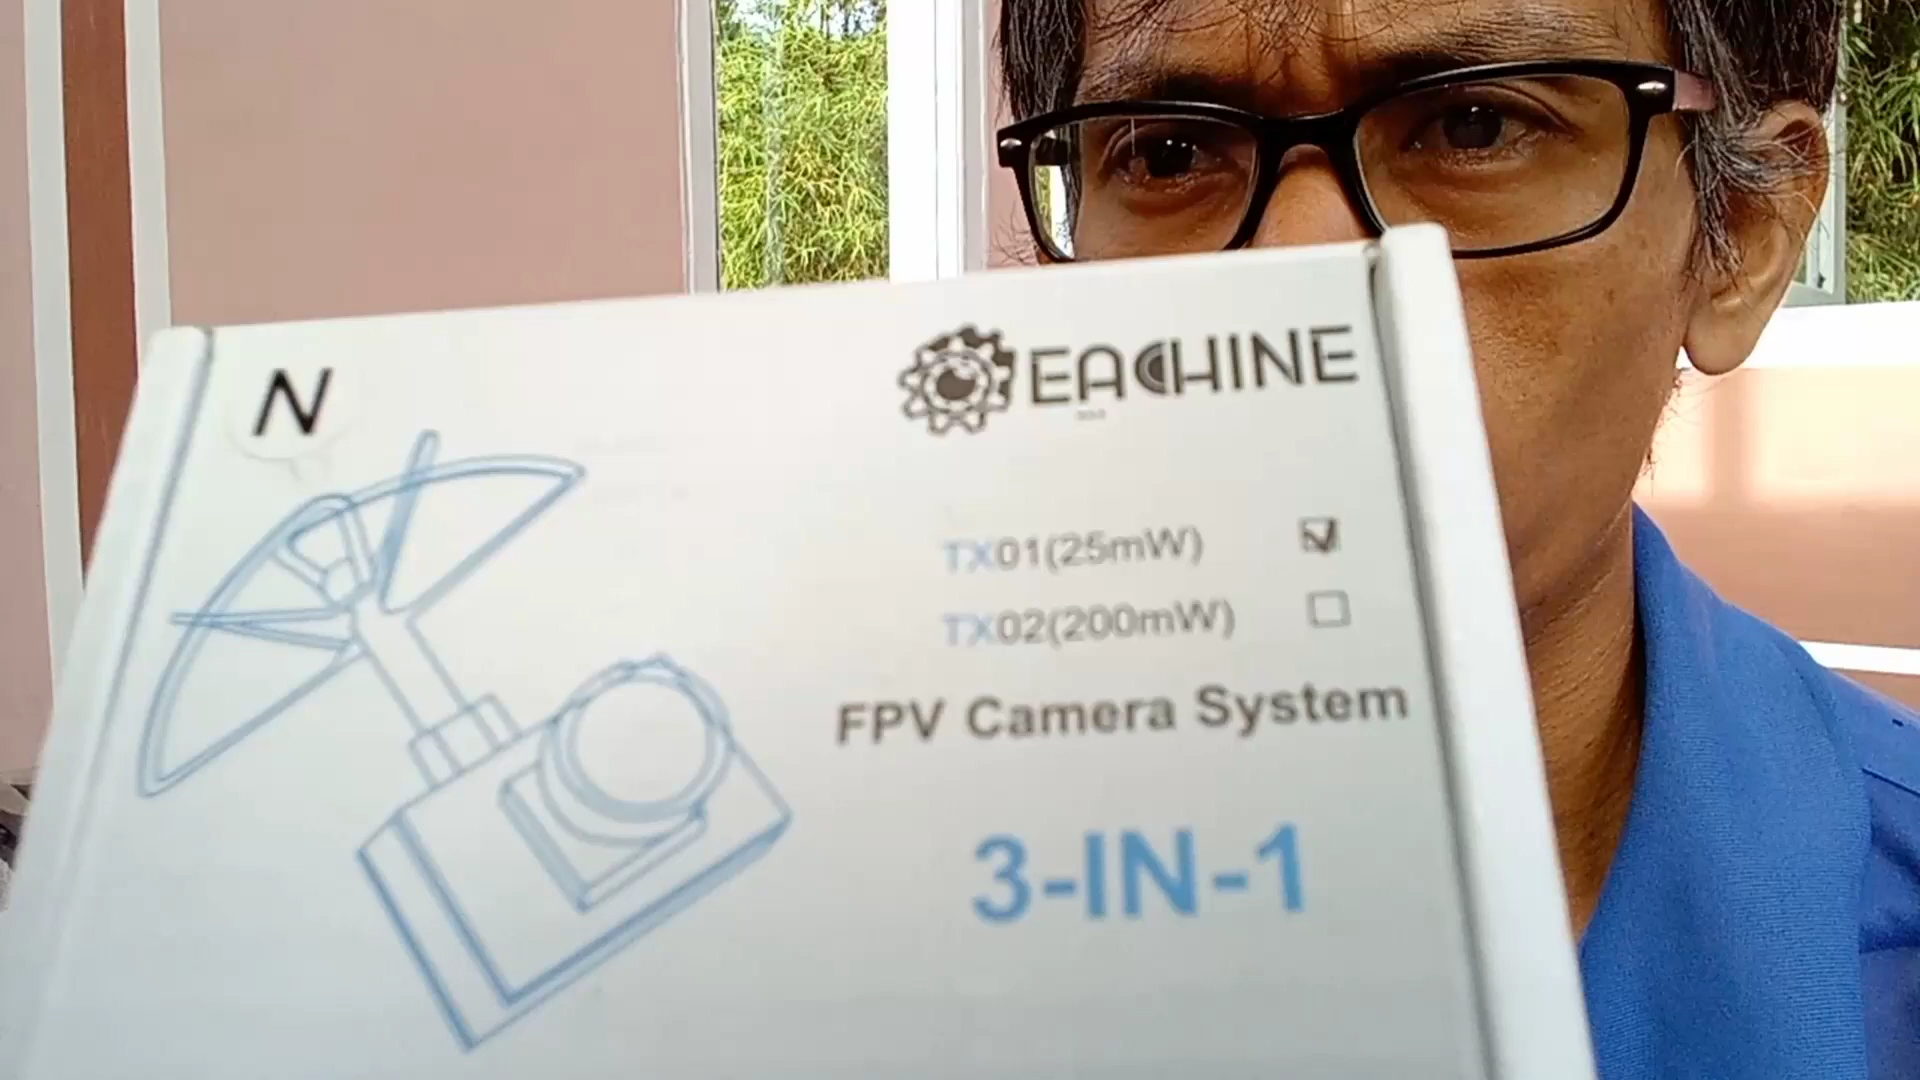 N
EACHINE
TX01(25mW)
TX02(200mW)
FPV Camera System
3-IN-1